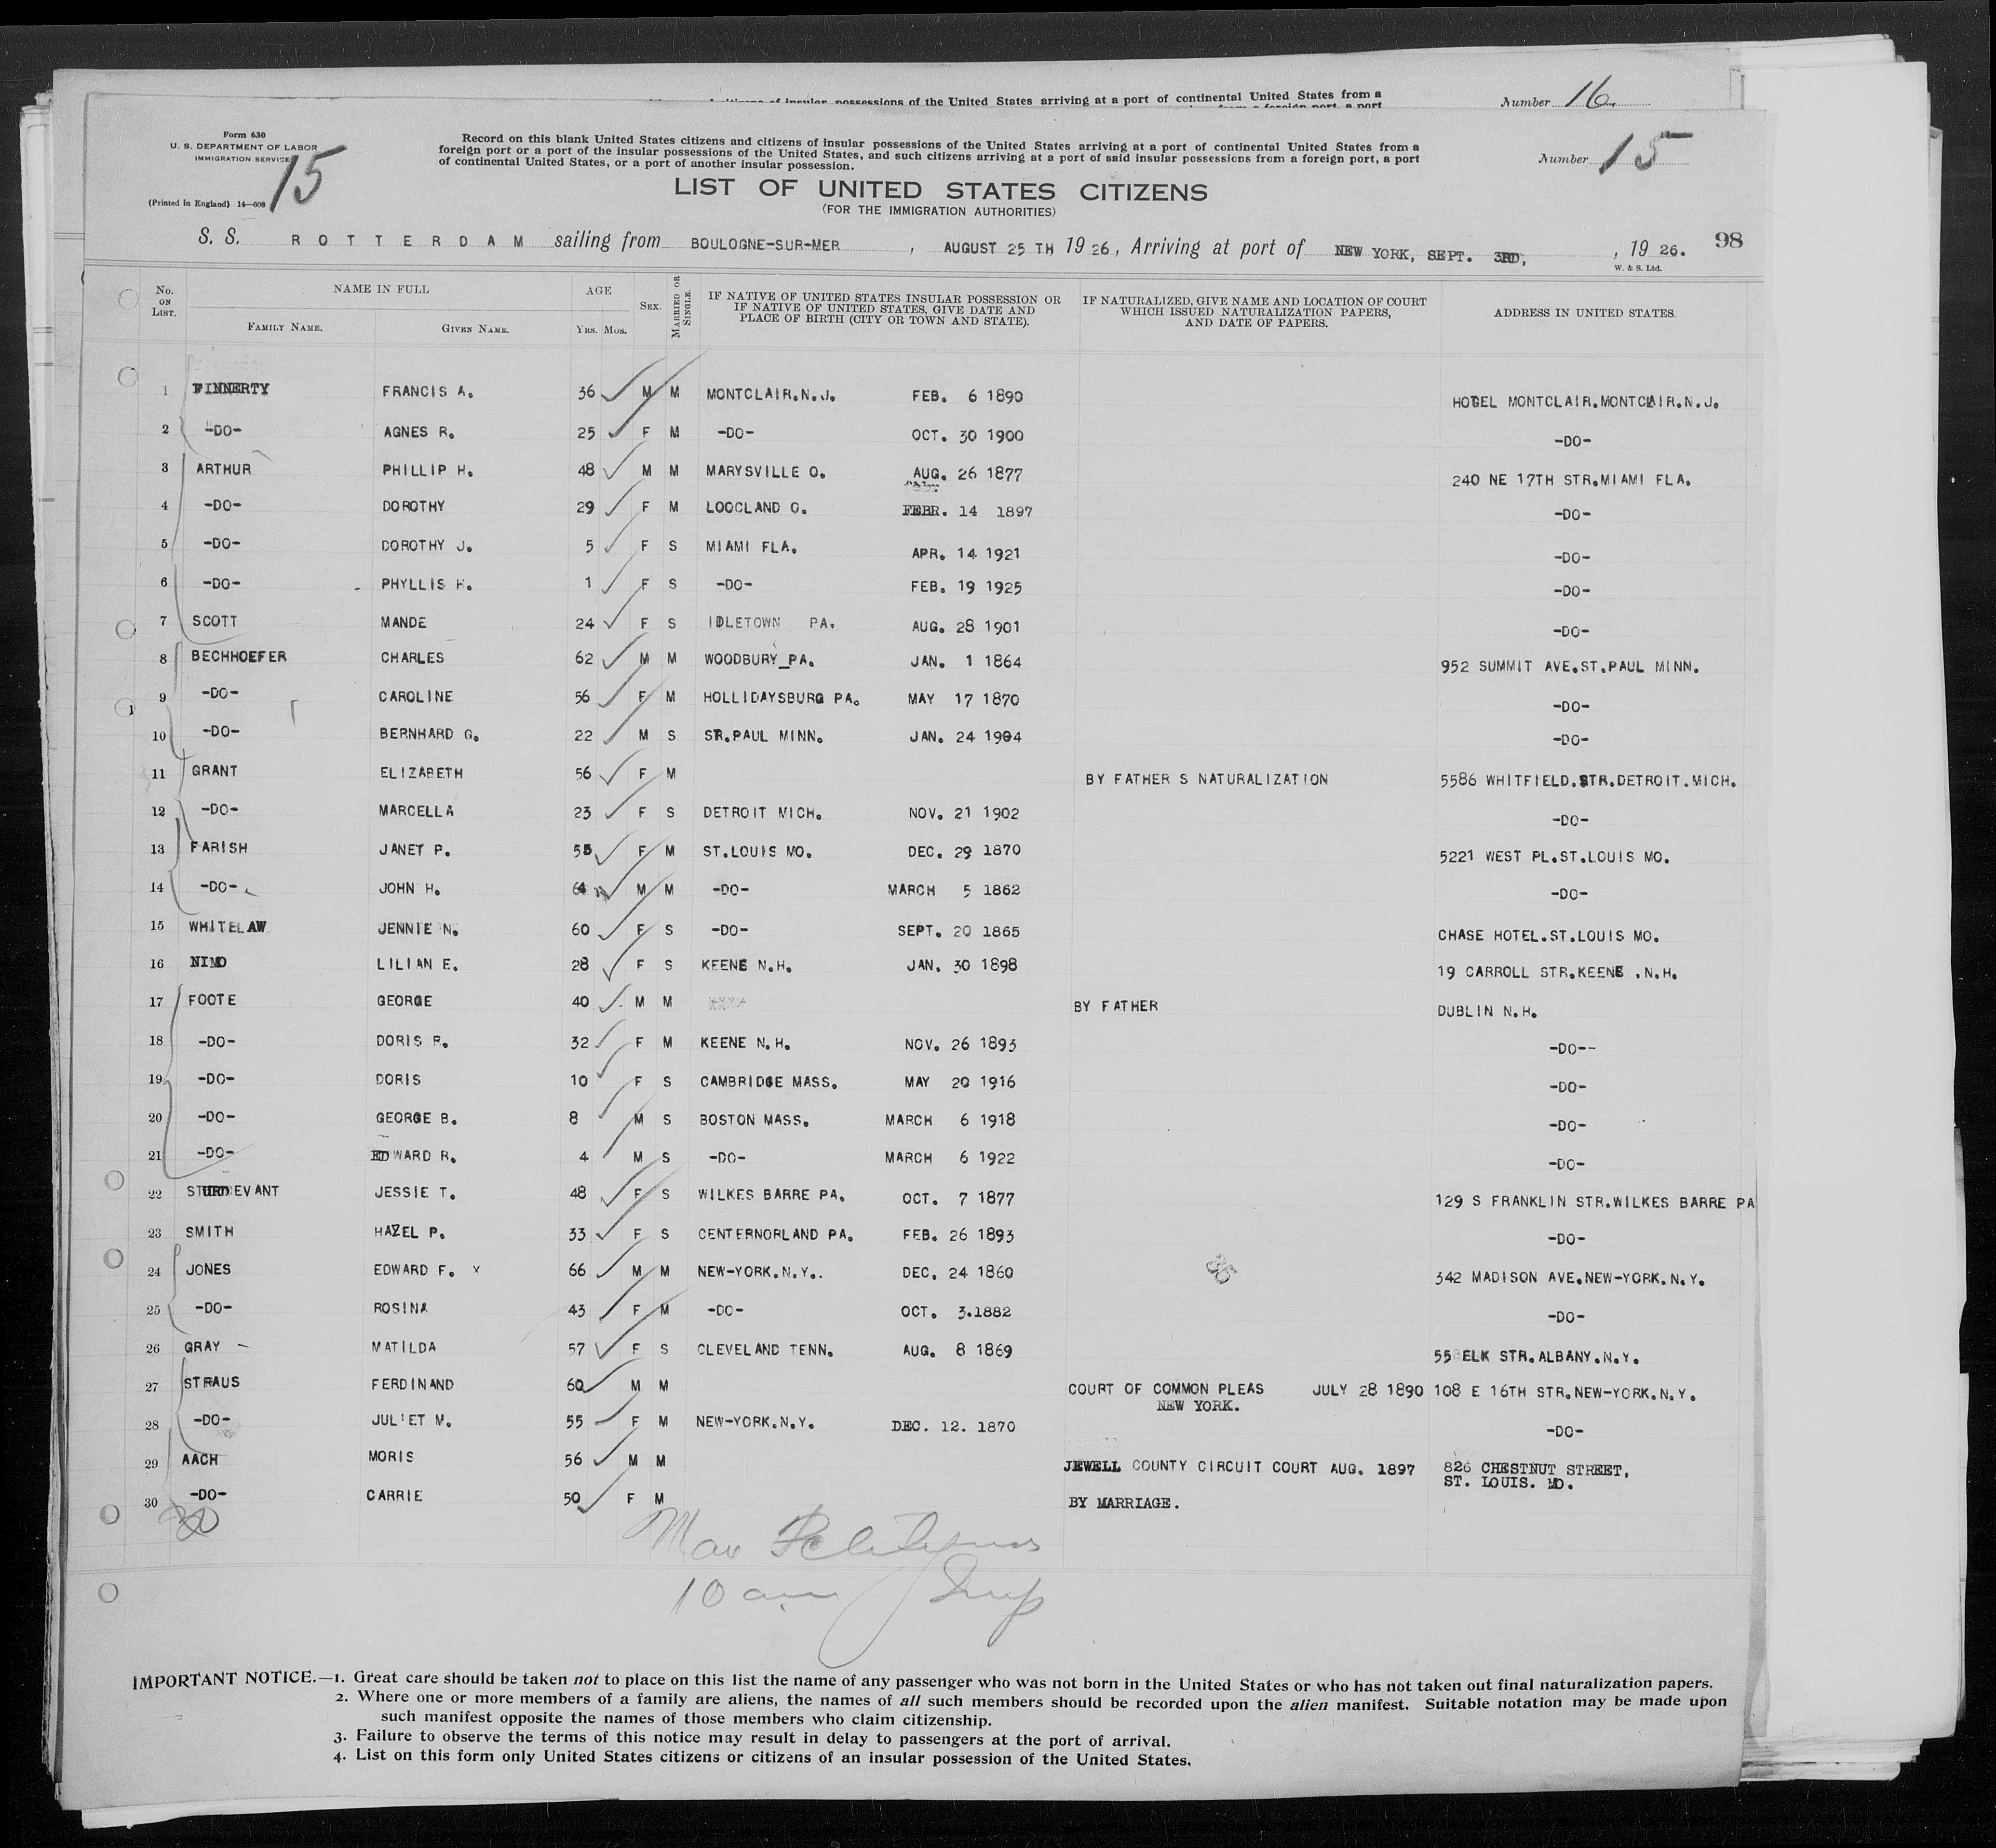 possessions of the United States arriving at a port of continental United States from a
Number 16
Form 630
U. S. DEPARTMENT OF LABOR
IMMIGRATION SERVICE
(Printed in England) 14—608
15
Record on this blank United States citizens and citizens of insular possessions of the United States arriving at a port of continental United States from a
foreign port or a port of the insular possessions of the United States, and such citizens arriving at a port of said insular possessions from a foreign port, a port
of continental United States, or a port of another insular possession.
Number 15
LIST OF UNITED STATES CITIZENS
(FOR THE IMMIGRATION AUTHORITIES)
S. S. ROTTERDAM sailing from BOULOGNE-SUR-MER, AUGUST 25 TH 1926, Arriving at port of NEW YORK, SEPT. 3RD, , 19 26. 98
W. & S. Ltd.
No. ON LIST. NAME IN FULL AGE SEX. MARRIED OR SINGLE. IF NATIVE OF UNITED STATES INSULAR POSSESSION OR IF NATIVE OF UNITED STATES, GIVE DATE AND PLACE OF BIRTH (CITY OR TOWN AND STATE). IF NATURALIZED, GIVE NAME AND LOCATION OF COURT WHICH ISSUED NATURALIZATION PAPERS, AND DATE OF PAPERS. ADDRESS IN UNITED STATES.
FAMILY NAME. GIVEN NAME. YRS. MOS.
1 FINNERTY FRANCIS A. 36 M M MONTCLAIR.N.J. FEB. 6 1890 HOTEL MONTCLAIR.MONTCLAIR.N.J.
2 -DO- AGNES R. 25 F M -DO- OCT. 30 1900 -DO-
3 ARTHUR PHILLIP H. 48 M M MARYSVILLE O. AUG. 26 1877 240 NE 17TH STR.MIAMI FLA.
4 -DO- DOROTHY 29 F M LOCCLAND O. FEBR. 14 1897 -DO-
5 -DO- DOROTHY J. 5 F S MIAMI FLA. APR. 14 1921 -DO-
6 -DO- PHYLLIS H. 1 F S -DO- FEB. 19 1925 -DO-
7 SCOTT MANDE 24 F S IDLETOWN PA. AUG. 28 1901 -DO-
8 BECHHOEFER CHARLES 62 M M WOODBURY_PA. JAN. 1 1864 952 SUMMIT AVE.ST.PAUL MINN.
9 -DO- CAROLINE 56 F M HOLLIDAYSBURG PA. MAY 17 1870 -DO-
10 -DO- BERNHARD G. 22 M S ST.PAUL MINN. JAN. 24 1904 -DO-
11 GRANT ELIZABETH 56 F M BY FATHER S NATURALIZATION 5586 WHITFIELD.STR.DETROIT.MICH.
12 -DO- MARCELLA 23 F S DETROIT MICH. NOV. 21 1902 -DO-
13 FARISH JANET P. 55 F M ST.LOUIS MO. DEC. 29 1870 5221 WEST PL.ST.LOUIS MO.
14 -DO- JOHN H. 64 M M -DO- MARCH 5 1862 -DO-
15 WHITELAW JENNIE N. 60 F S -DO- SEPT. 20 1865 CHASE HOTEL.ST.LOUIS MO.
16 NIMO LILIAN E. 28 F S KEENE N.H. JAN. 30 1898 19 CARROLL STR.KEENE .N.H.
17 FOOTE GEORGE 40 M M BY FATHER DUBLIN N.H.
18 -DO- DORIS R. 32 F M KEENE N.H. NOV. 26 1893 -DO--
19 -DO- DORIS 10 F S CAMBRIDGE MASS. MAY 20 1916 -DO-
20 -DO- GEORGE B. 8 M S BOSTON MASS. MARCH 6 1918 -DO-
21 -DO- EDWARD R. 4 M S -DO- MARCH 6 1922 -DO-
22 STURDEVANT JESSIE T. 48 F S WILKES BARRE PA. OCT. 7 1877 129 S FRANKLIN STR.WILKES BARRE PA
23 SMITH HAZEL P. 33 F S CENTERNORLAND PA. FEB. 26 1893 -DO-
24 JONES EDWARD F. x 66 M M NEW-YORK.N.Y.. DEC. 24 1860 342 MADISON AVE.NEW-YORK.N.Y.
25 -DO- ROSINA 43 F M -DO- OCT. 3.1882 -DO-
26 GRAY MATILDA 57 F S CLEVELAND TENN. AUG. 8 1869 55 ELK STR.ALBANY.N.Y.
27 STRAUS FERDINAND 60 M M COURT OF COMMON PLEAS JULY 28 1890 108 E 16TH STR.NEW-YORK.N.Y.
NEW YORK.
28 -DO- JULIET M. 55 F M NEW-YORK.N.Y. DEC. 12. 1870 -DO-
29 AACH MORIS 56 M M JEWELL COUNTY CIRCUIT COURT AUG. 1897 826 CHESTNUT STREET,
ST. LOUIS. MO.
30 -DO- CARRIE 50 F M BY MARRIAGE.
30
Max
10 am Insp
IMPORTANT NOTICE.—1. Great care should be taken not to place on this list the name of any passenger who was not born in the United States or who has not taken out final naturalization papers.
2. Where one or more members of a family are aliens, the names of all such members should be recorded upon the alien manifest. Suitable notation may be made upon
such manifest opposite the names of those members who claim citizenship.
3. Failure to observe the terms of this notice may result in delay to passengers at the port of arrival.
4. List on this form only United States citizens or citizens of an insular possession of the United States.